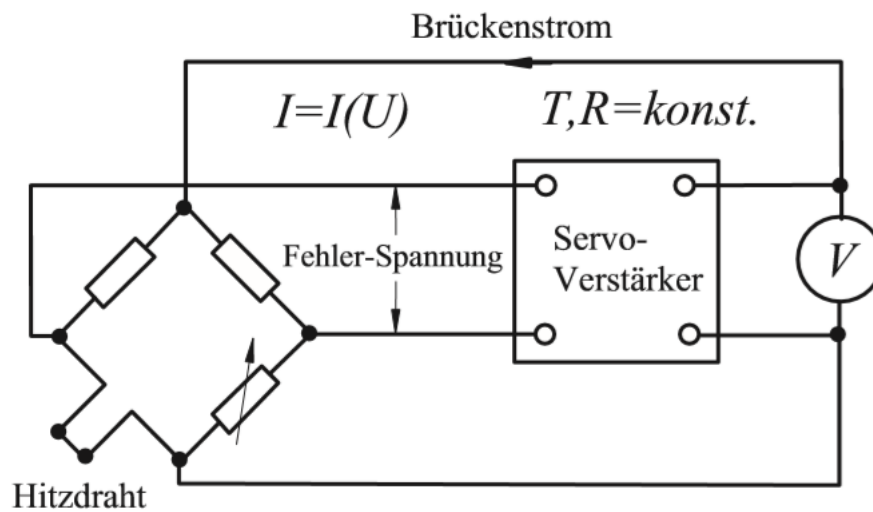 Brückenstrom
I=I(U)
T,R=konst.
Fehler-Spannung
Servo-
Verstärker
V
Hitzdraht